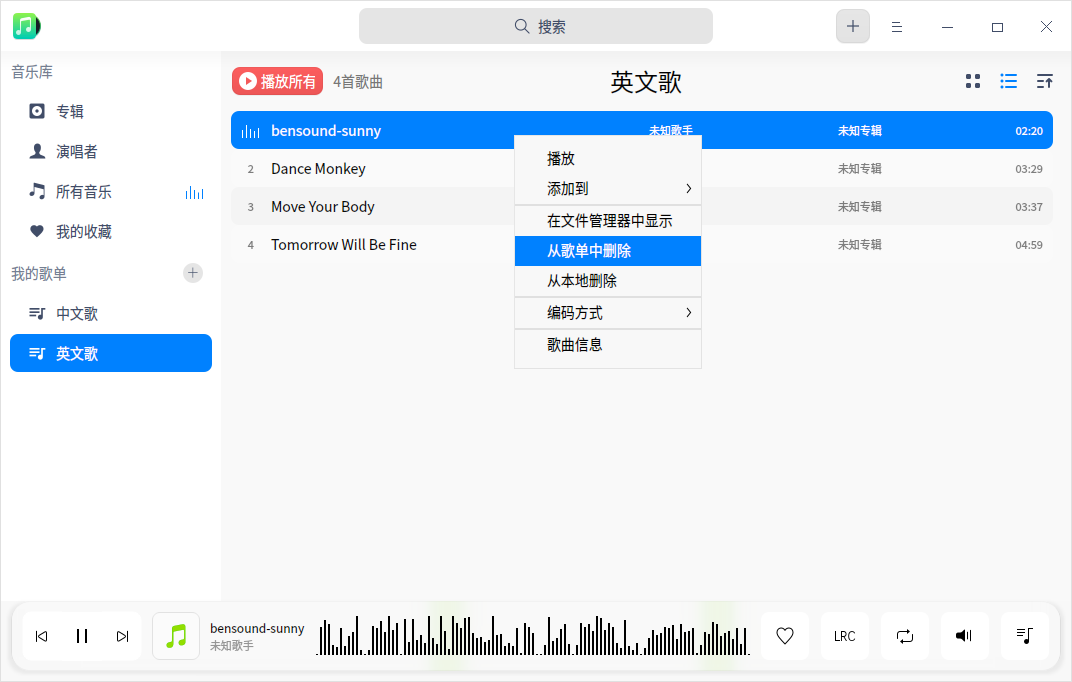 搜索
音乐库
专辑
演唱者
所有音乐
我的收藏
我的歌单
中文歌
英文歌
播放所有 4首歌曲 英文歌
bensound-sunny 未知歌手 未知专辑 02:20
2 Dance Monkey 未知专辑 03:29
3 Move Your Body 未知专辑 03:37
4 Tomorrow Will Be Fine 未知专辑 04:59
播放
添加到
在文件管理器中显示
从歌单中删除
从本地删除
编码方式
歌曲信息
bensound-sunny
未知歌手
LRC